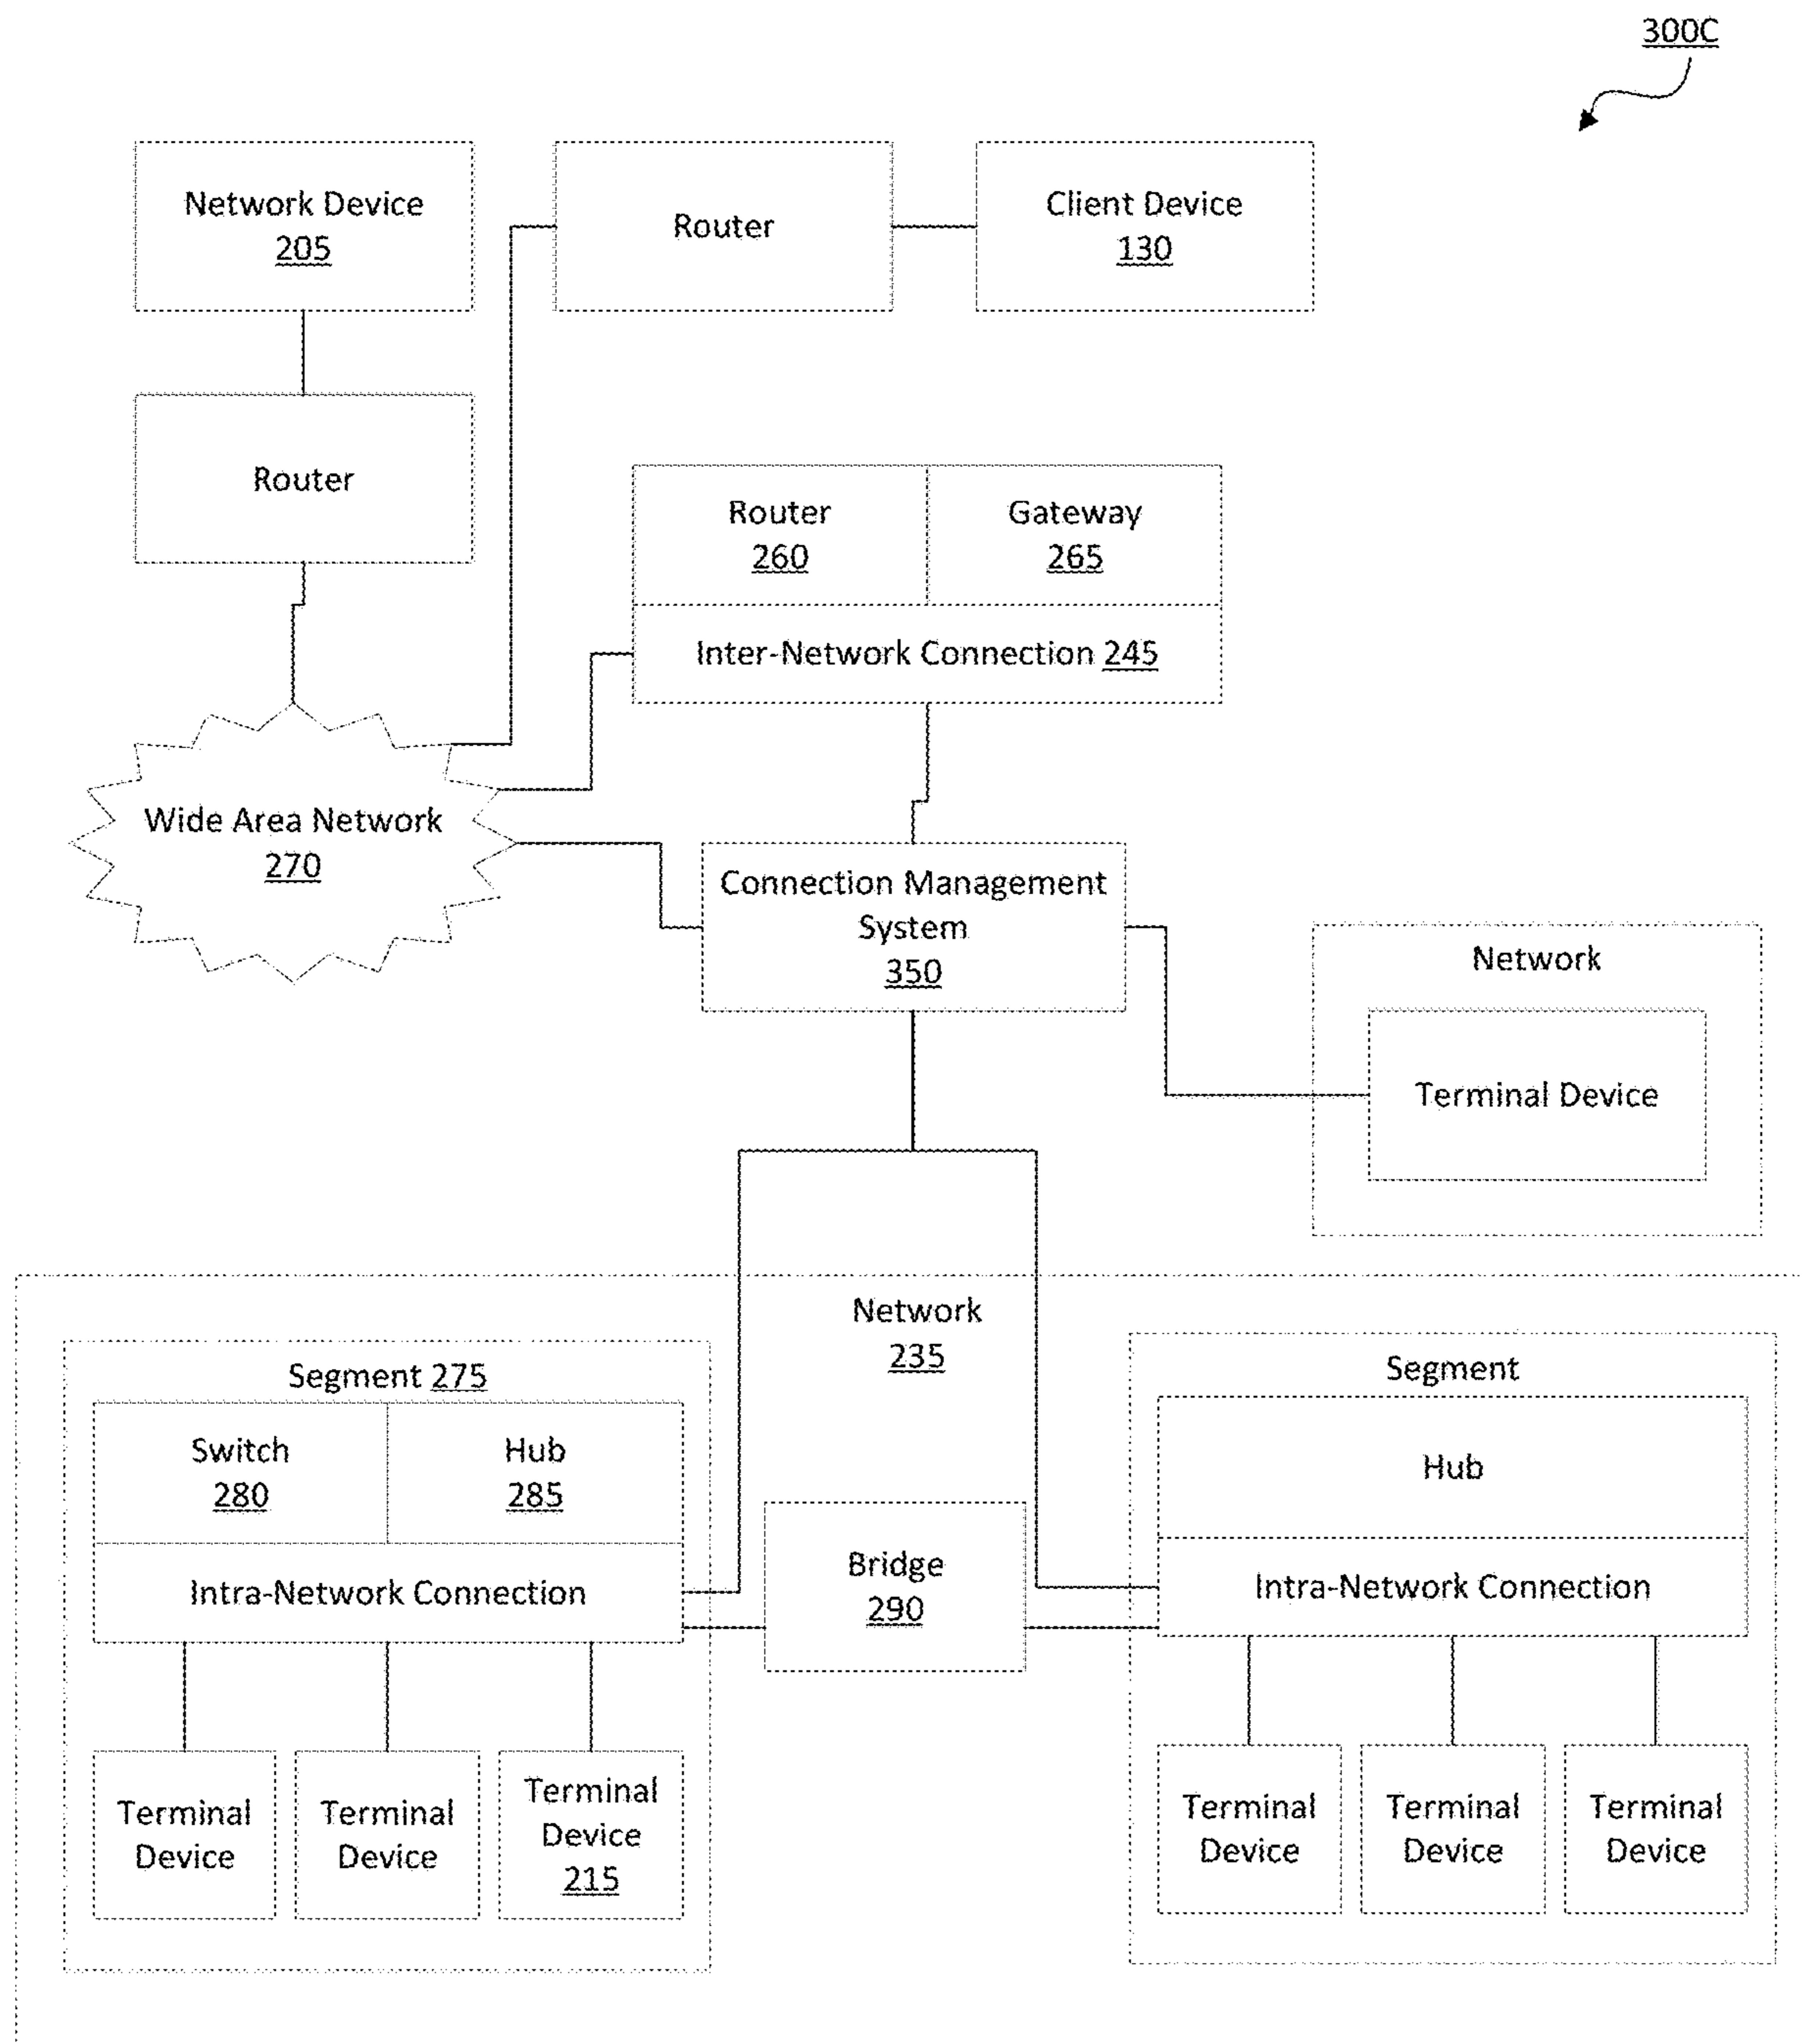 300C
Network Device
205
Router
Client Device
130
Router
Router
260
Gateway
265
Inter-Network Connection 245
Wide Area Network
270
Connection Management
System
350
Network
Terminal Device
Network
235
Segment 275
Switch
280
Hub
285
Intra-Network Connection
Bridge
290
Segment
Hub
Intra-Network Connection
Terminal
Device
Terminal
Device
Terminal
Device
215
Terminal
Device
Terminal
Device
Terminal
Device